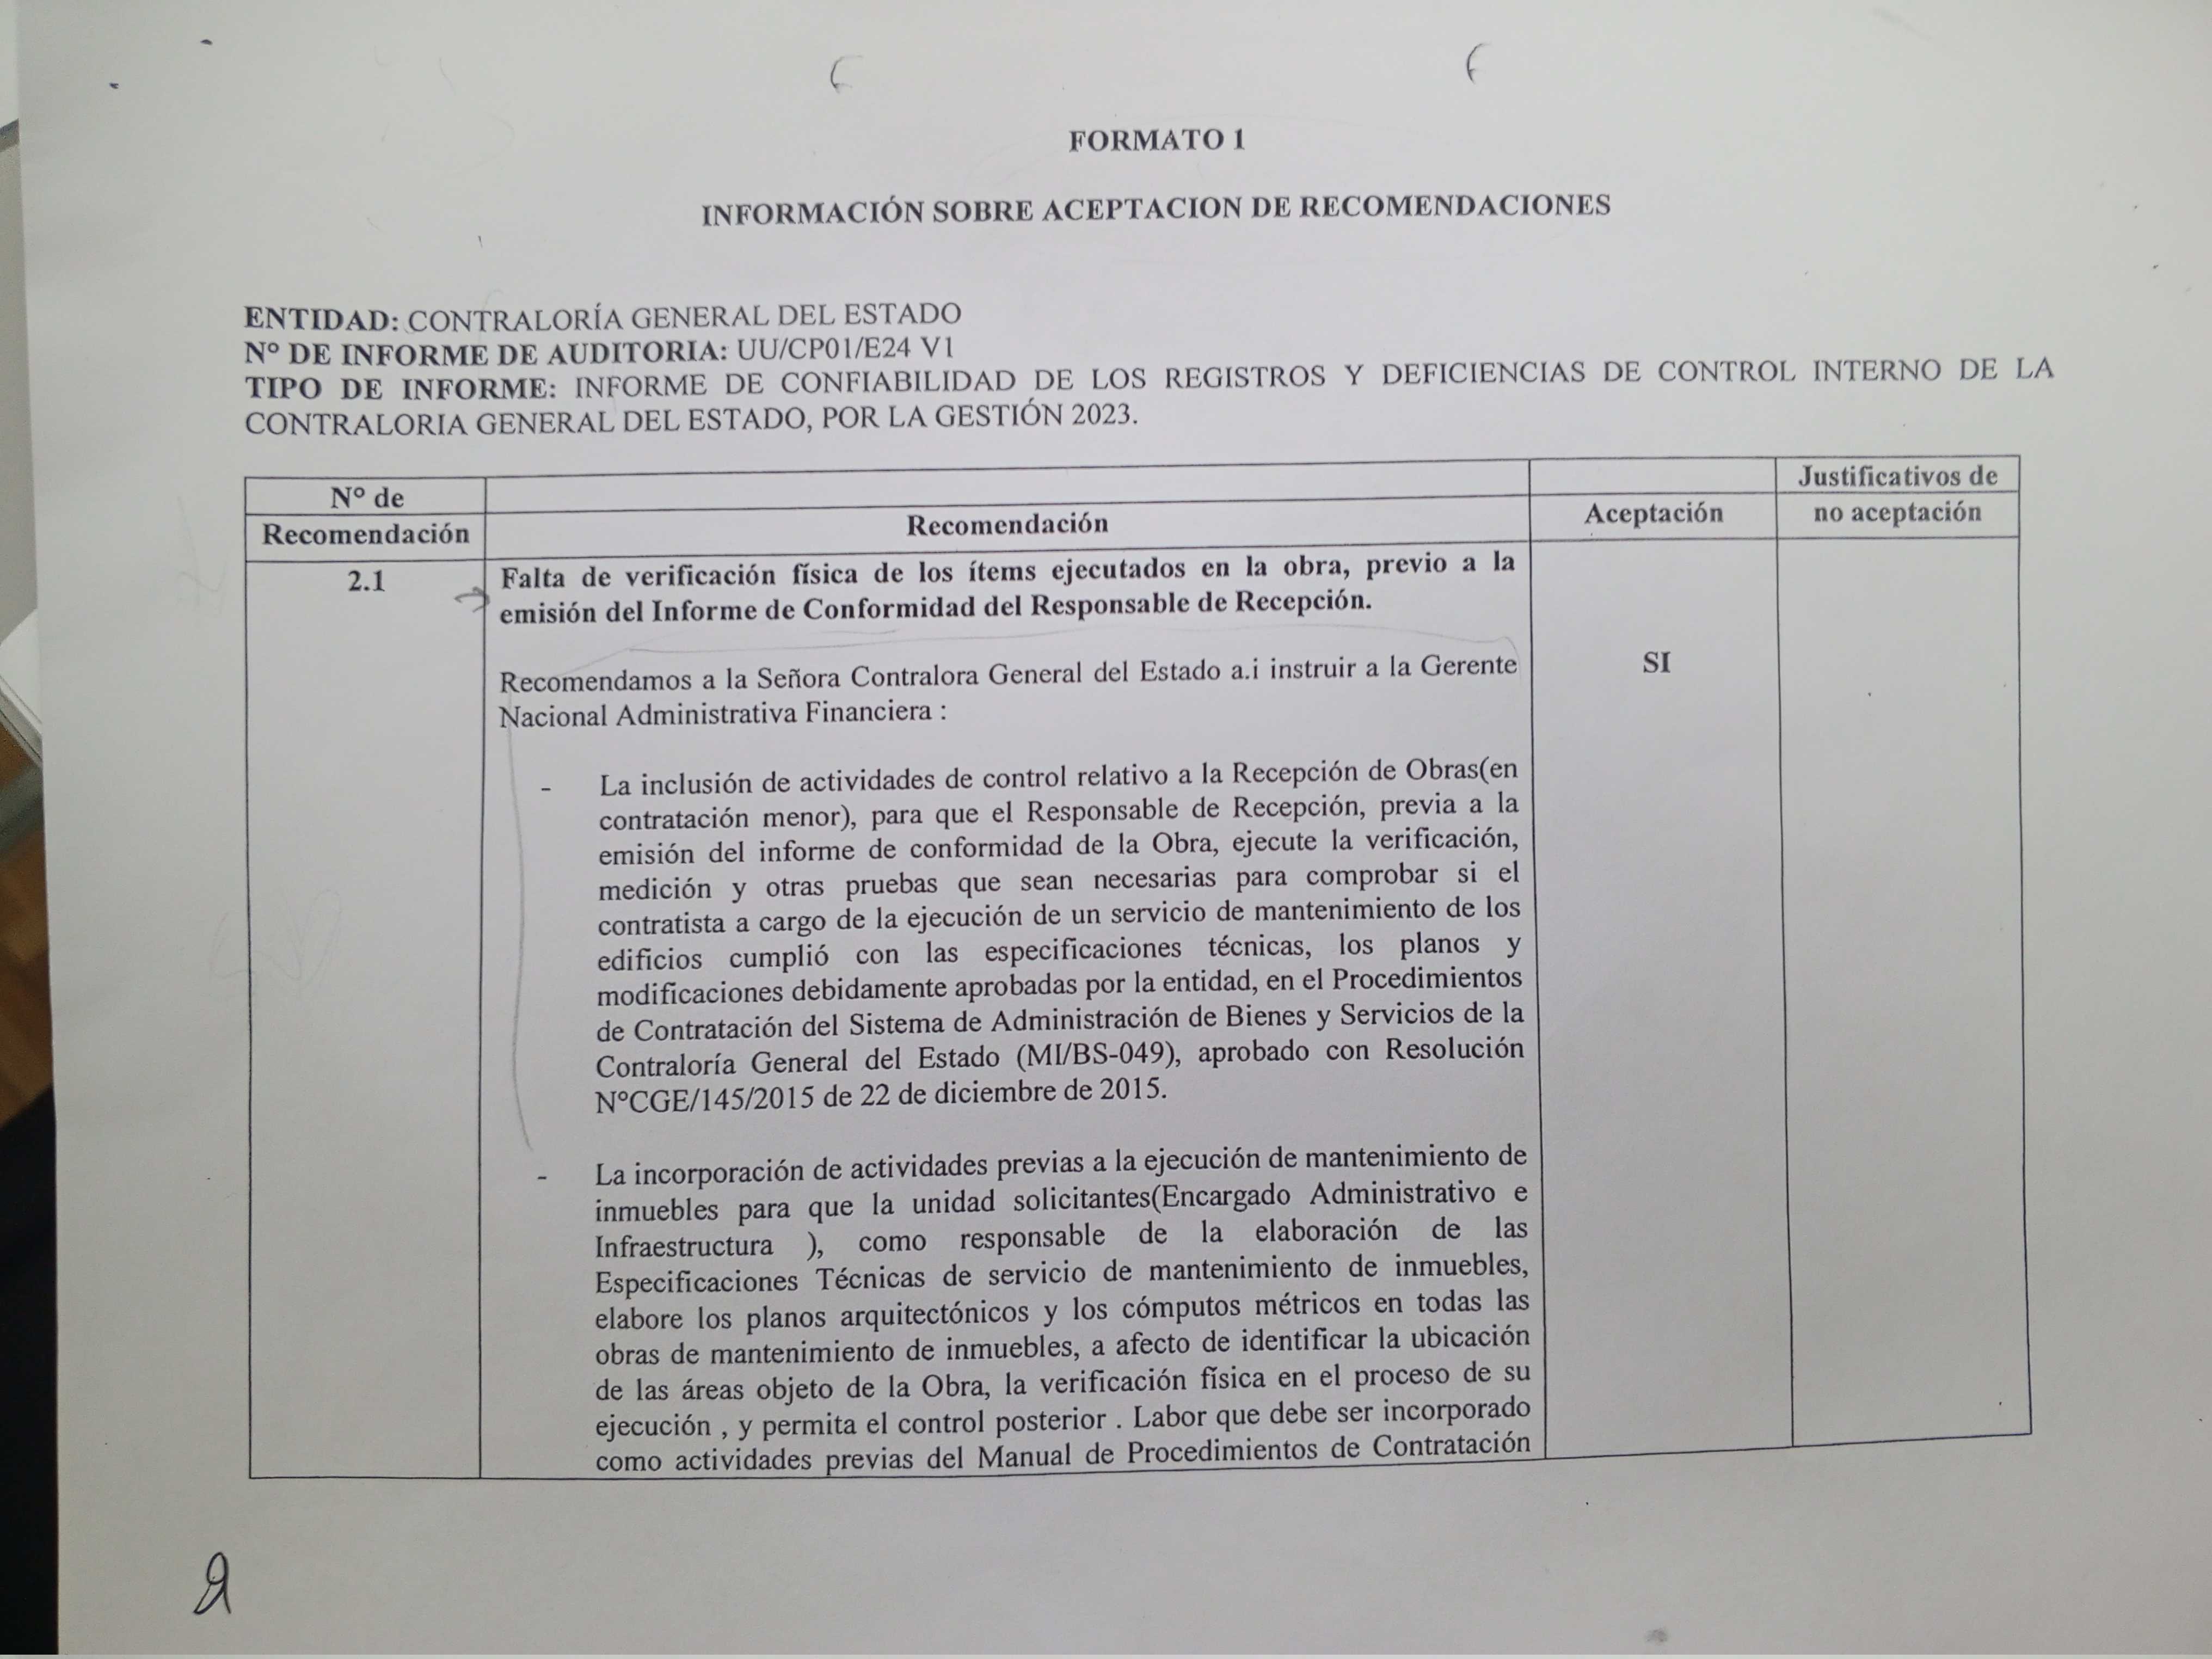 FORMATO 1
INFORMACIÓN SOBRE ACEPTACION DE RECOMENDACIONES
ENTIDAD: CONTRALORÍA GENERAL DEL ESTADO
N° DE INFORME DE AUDITORIA: UU/CP01/E24 V1
TIPO DE INFORME: INFORME DE CONFIABILIDAD DE LOS REGISTROS Y DEFICIENCIAS DE CONTROL INTERNO DE LA
CONTRALORIA GENERAL DEL ESTADO, POR LA GESTIÓN 2023.
N° de
Recomendación
Recomendación
Aceptación
Justificativos de
no aceptación
2.1
Falta de verificación física de los ítems ejecutados en la obra, previo a la
emisión del Informe de Conformidad del Responsable de Recepción.
Recomendamos a la Señora Contralora General del Estado a.i instruir a la Gerente
Nacional Administrativa Financiera :
SI
- La inclusión de actividades de control relativo a la Recepción de Obras(en
contratación menor), para que el Responsable de Recepción, previa a la
emisión del informe de conformidad de la Obra, ejecute la verificación,
medición y otras pruebas que sean necesarias para comprobar si el
contratista a cargo de la ejecución de un servicio de mantenimiento de los
edificios cumplió con las especificaciones técnicas, los planos y
modificaciones debidamente aprobadas por la entidad, en el Procedimientos
de Contratación del Sistema de Administración de Bienes y Servicios de la
Contraloría General del Estado (MI/BS-049), aprobado con Resolución
N°CGE/145/2015 de 22 de diciembre de 2015.
- La incorporación de actividades previas a la ejecución de mantenimiento de
inmuebles para que la unidad solicitantes(Encargado Administrativo e
Infraestructura ), como responsable de la elaboración de las
Especificaciones Técnicas de servicio de mantenimiento de inmuebles,
elabore los planos arquitectónicos y los cómputos métricos en todas las
obras de mantenimiento de inmuebles, a afecto de identificar la ubicación
de las áreas objeto de la Obra, la verificación física en el proceso de su
ejecución , y permita el control posterior . Labor que debe ser incorporado
como actividades previas del Manual de Procedimientos de Contratación